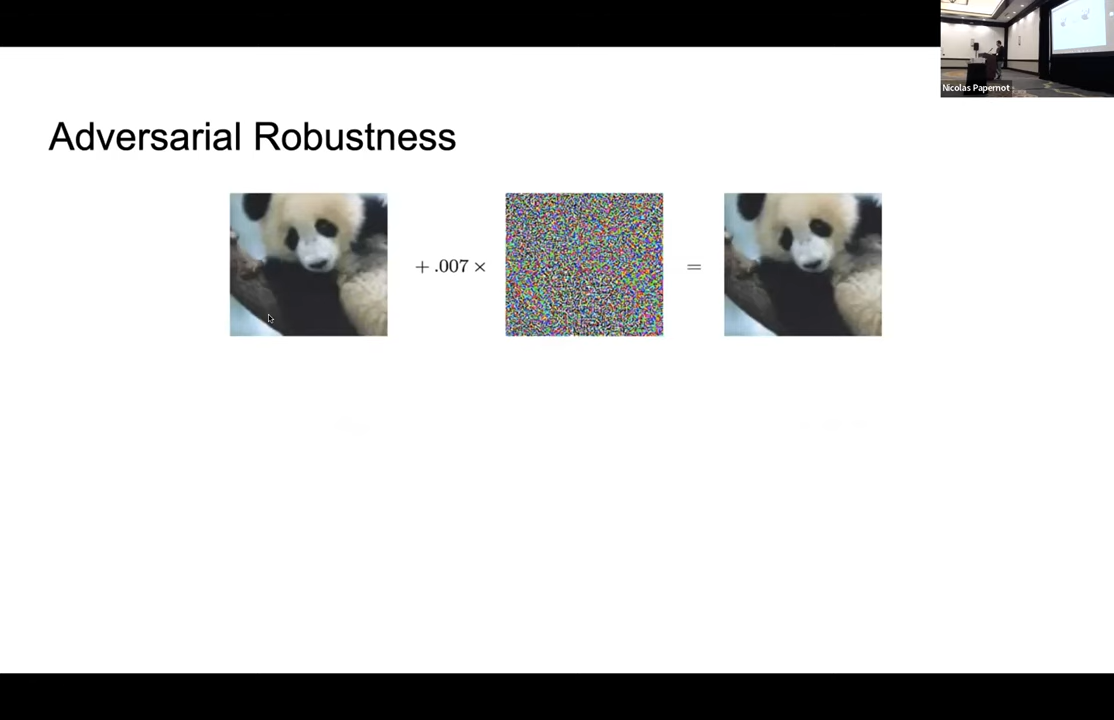 Nicolas Papernot
Adversarial Robustness
+ .007 ×
=